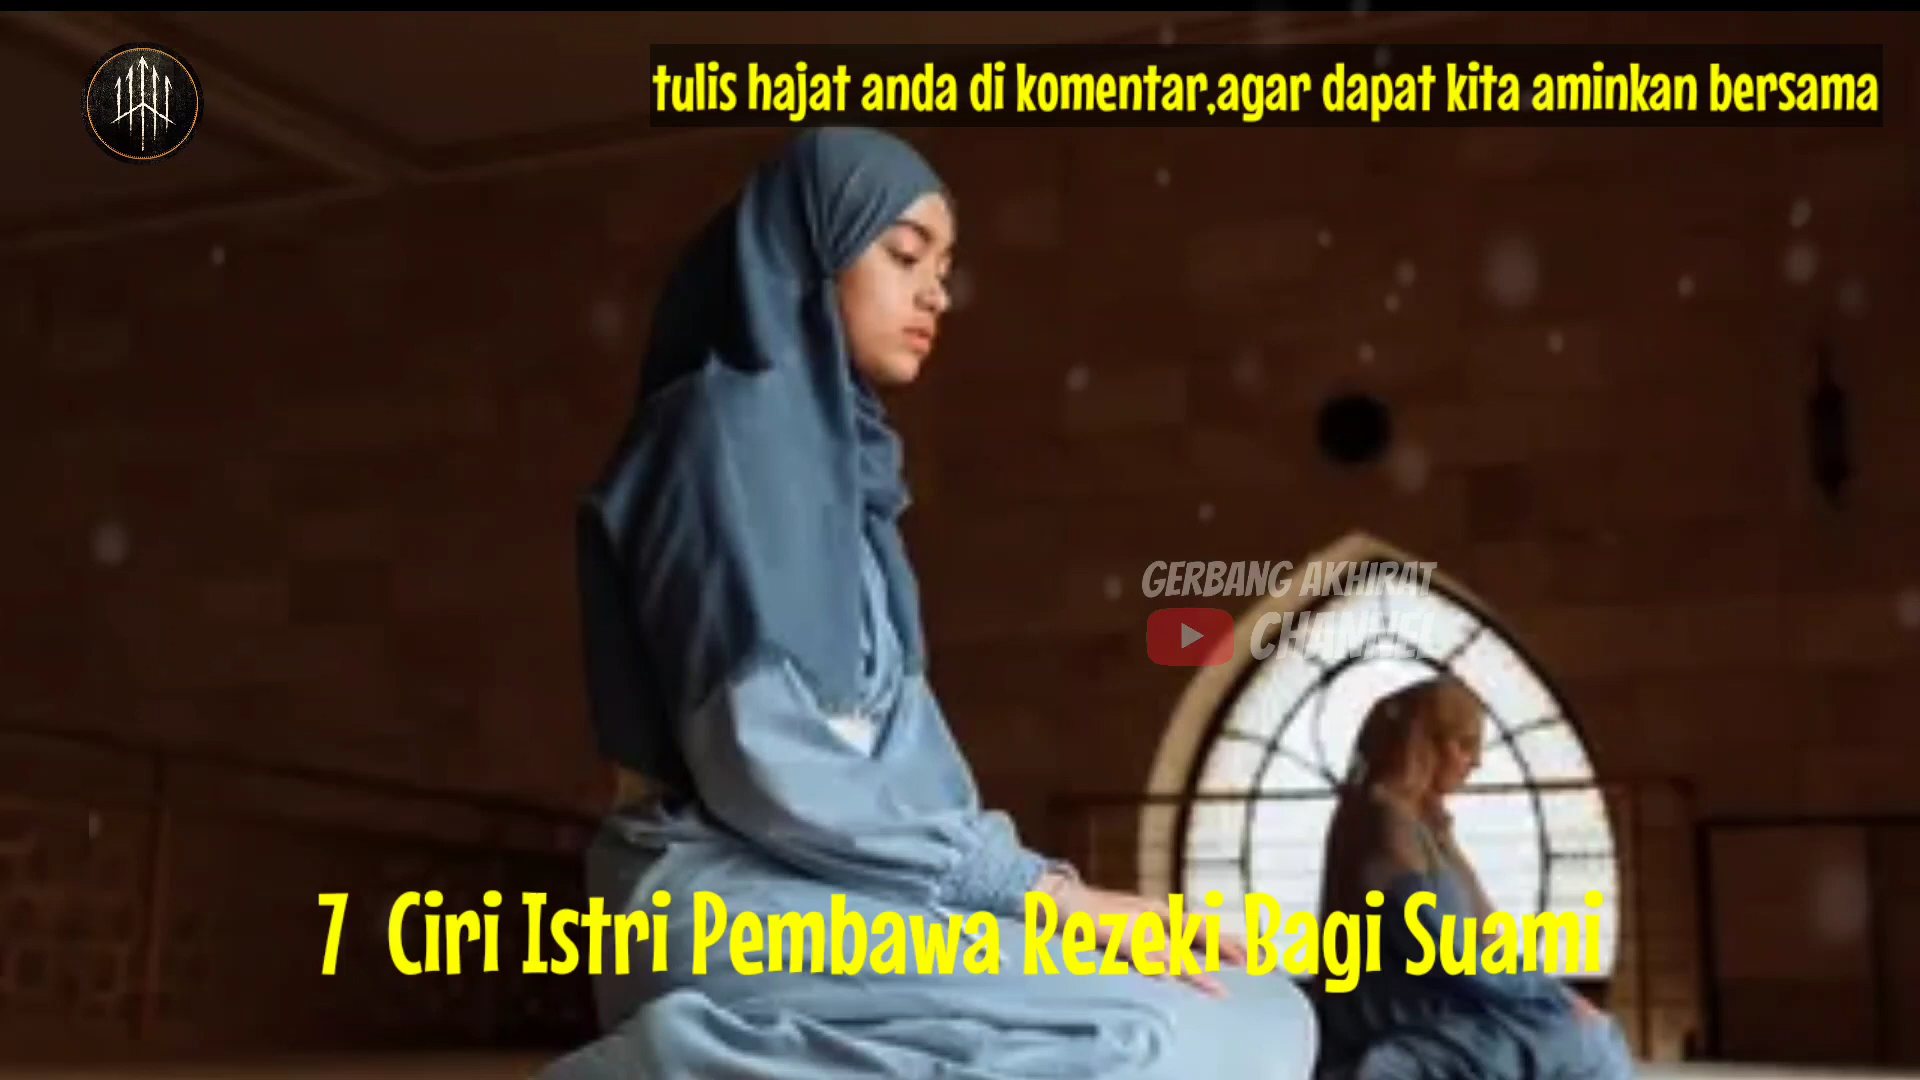 tulis hajat anda di komentar,agar dapat kita aminkan bersama
GERBANG AKHIRAT
CHANNEL
7 Ciri Istri Pembawa Rezeki Bagi Suami